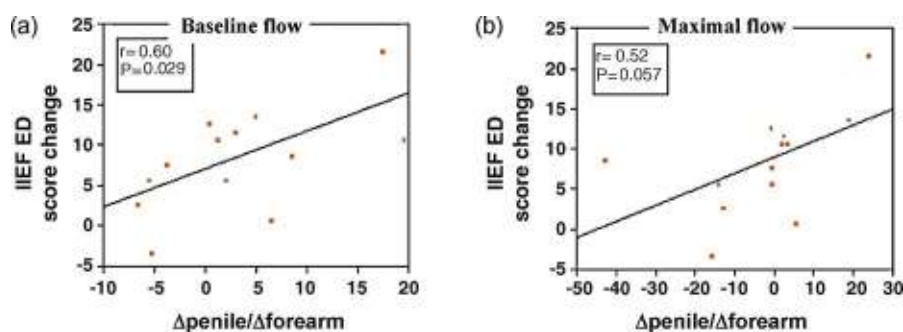 (a)
Baseline flow
r= 0.60
P=0.029
IIEF ED
score change
25
20
15
10
5
0
-5
-10
-5
0
5
10
15
20
Δpenile/Δforearm
(b)
Maximal flow
r= 0.52
P=0.057
IIEF ED
score change
25
20
15
10
5
0
-5
-50
-40
-30
-20
-10
0
10
20
30
Δpenile/Δforearm